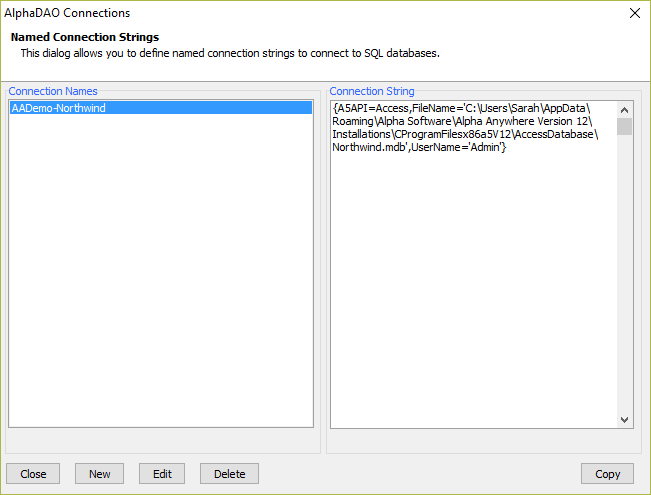 AlphaDAO Connections
Named Connection Strings
This dialog allows you to define named connection strings to connect to SQL databases.
Connection Names
AADemo-Northwind
Connection String
{A5API=Access,FileName='C:\Users\Sarah\AppData\
Roaming\Alpha Software\Alpha Anywhere Version 12\
Installations\CProgramFilesx86a5V12\AccessDatabase\
Northwind.mdb',UserName='Admin'}
Close
New
Edit
Delete
Copy